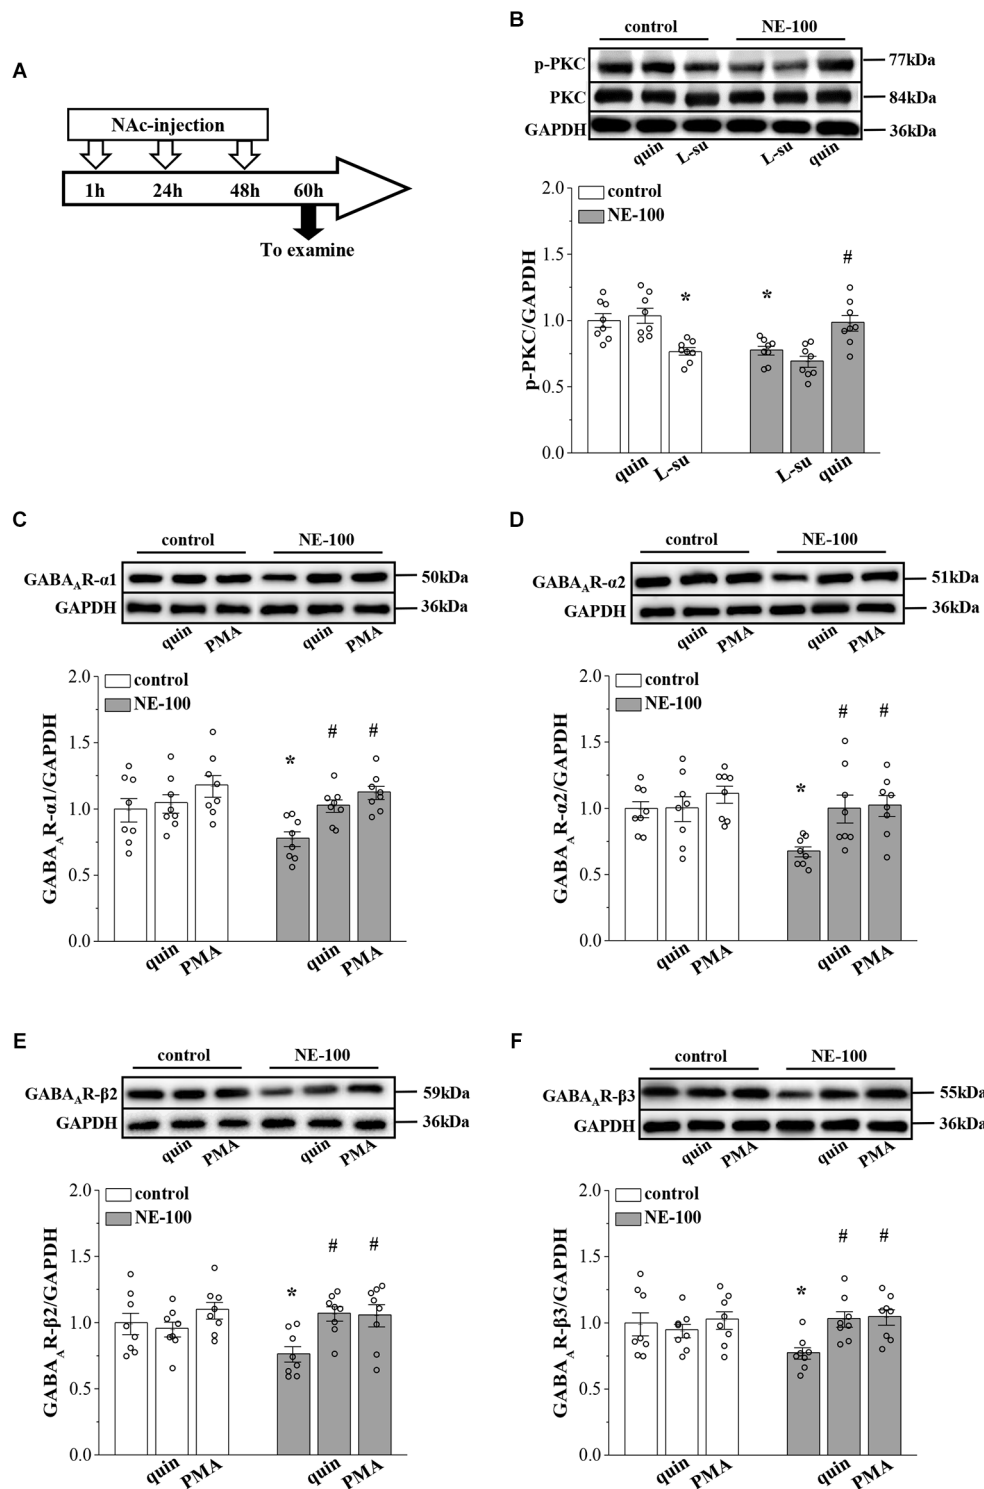 A
NAc-injection
1h 24h 48h 60h
To examine
B
control NE-100
p-PKC 77kDa
PKC 84kDa
GAPDH 36kDa
quin L-su L-su quin
2.0
1.5
1.0
0.5
0.0
p-PKC/GAPDH
control
NE-100
* * #
quin L-su L-su quin
C
control NE-100
GABAAR-α1 50kDa
GAPDH 36kDa
quin PMA quin PMA
2.0
1.5
1.0
0.5
0.0
GABAAR-α1/GAPDH
control
NE-100
* # #
quin PMA quin PMA
D
control NE-100
GABAAR-α2 51kDa
GAPDH 36kDa
quin PMA quin PMA
2.0
1.5
1.0
0.5
0.0
GABAAR-α2/GAPDH
control
NE-100
* # #
quin PMA quin PMA
E
control NE-100
GABAAR-β2 59kDa
GAPDH 36kDa
quin PMA quin PMA
2.0
1.5
1.0
0.5
0.0
GABAAR-β2/GAPDH
control
NE-100
* # #
quin PMA quin PMA
F
control NE-100
GABAAR-β3 55kDa
GAPDH 36kDa
quin PMA quin PMA
2.0
1.5
1.0
0.5
0.0
GABAAR-β3/GAPDH
control
NE-100
* # #
quin PMA quin PMA